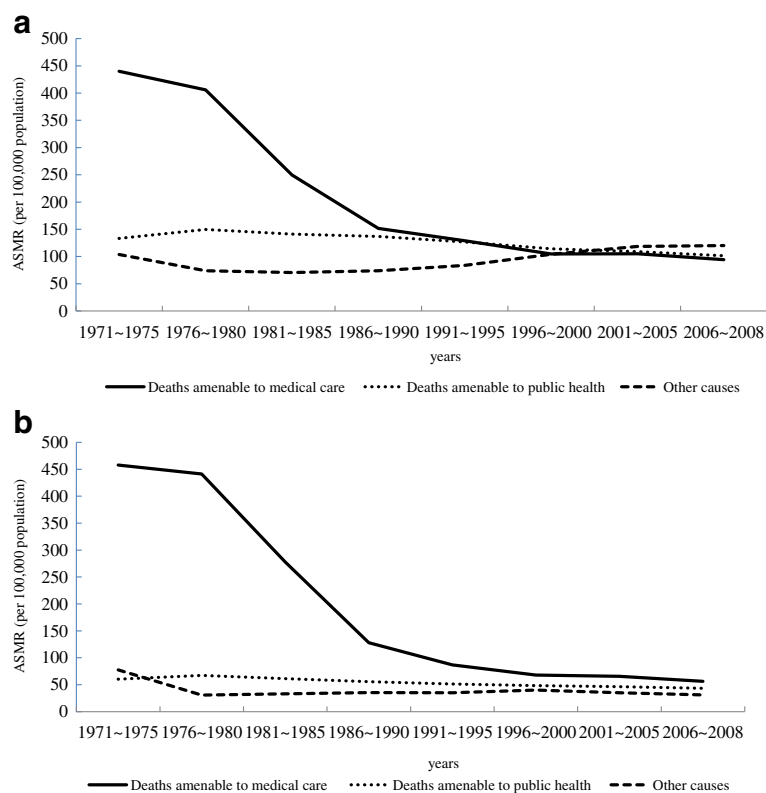 a
ASMR (per 100,000 population)
500
450
400
350
300
250
200
150
100
50
0
1971~1975 1976~1980 1981~1985 1986~1990 1991~1995 1996~2000 2001~2005 2006~2008
years
Deaths amenable to medical care Deaths amenable to public health Other causes
b
ASMR (per 100,000 population)
500
450
400
350
300
250
200
150
100
50
0
1971~1975 1976~1980 1981~1985 1986~1990 1991~1995 1996~2000 2001~2005 2006~2008
years
Deaths amenable to medical care Deaths amenable to public health Other causes